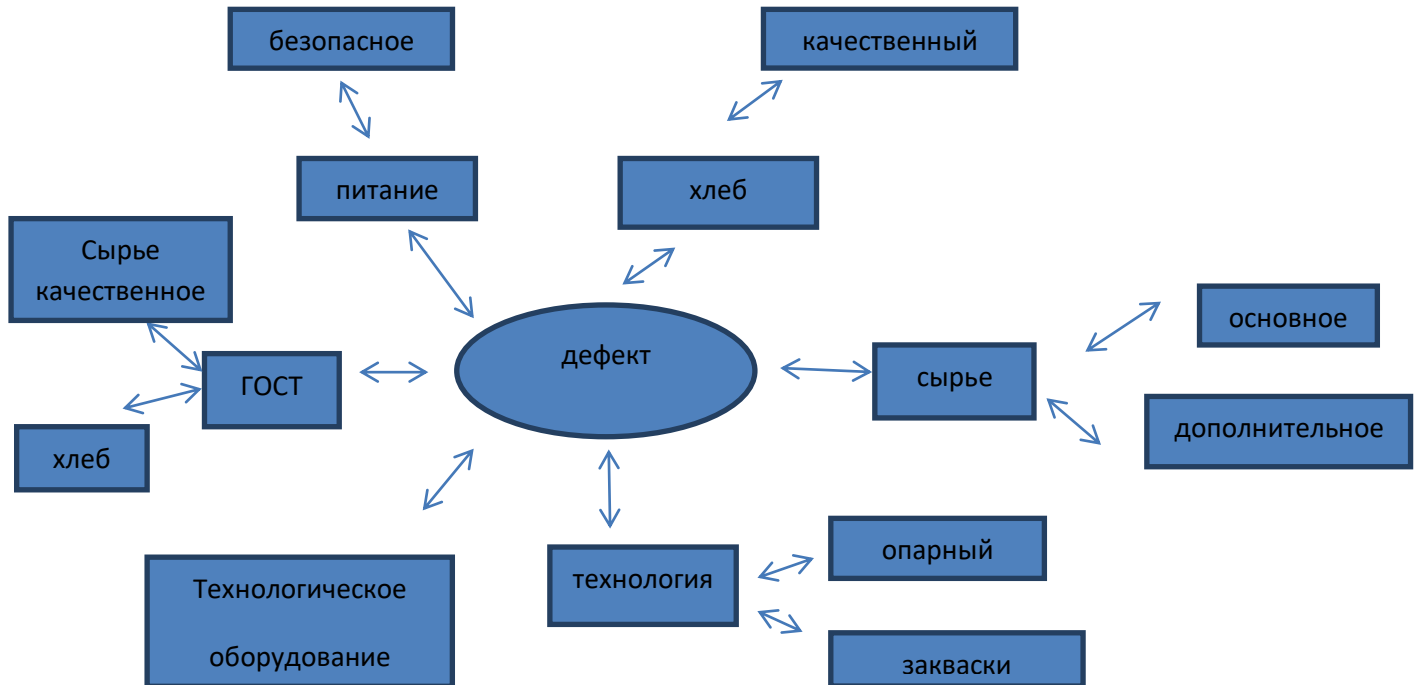 безопасное
качественный
питание
хлеб
Сырье
качественное
основное
дефект
ГОСТ
сырье
дополнительное
хлеб
опарный
технология
Технологическое
оборудование
закваски